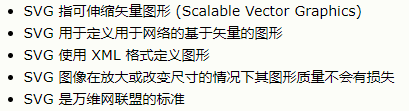 SVG 指可伸缩矢量图形 (Scalable Vector Graphics)
SVG 用于定义用于网络的基于矢量的图形
SVG 使用 XML 格式定义图形
SVG 图像在放大或改变尺寸的情况下其图形质量不会有损失
SVG 是万维网联盟的标准